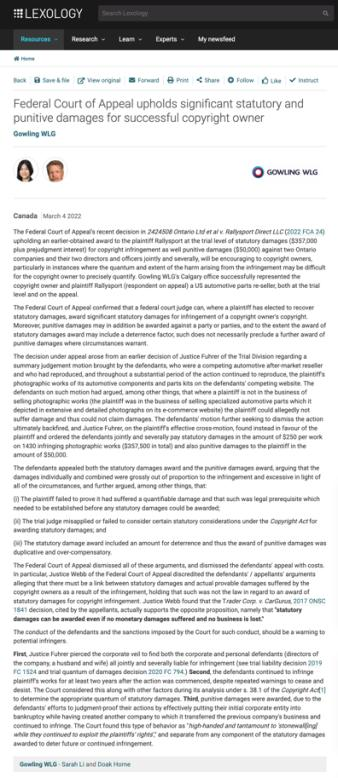 LEXOLOGY
Search Lexology
Resources
Research
Learn
Experts
My newsfeed
Home
Back
Save & file
View original
Forward
Print
Share
Follow
Like
Instruct
Federal Court of Appeal upholds significant statutory and
punitive damages for successful copyright owner
Gowling WLG
GOWLING WLG
Canada March 4 2022
The Federal Court of Appeal's recent decision in 2424508 Ontario Ltd et al v. Rallysport Direct LLC (2022 FCA 24)
upholding an earlier-obtained award to the plaintiff Rallysport at the trial level of statutory damages ($357,000
plus prejudgment interest) for copyright infringement as well punitive damages ($50,000) against two Ontario
companies and their two directors and officers jointly and severally, will be encouraging to copyright owners,
particularly in instances where the quantum and extent of the harm arising from the infringement may be difficult
for the copyright owner to precisely quantify. Gowling WLG's Calgary office successfully represented the
copyright owner and plaintiff Rallysport (respondent on appeal) a US automotive parts re-seller, both at the trial
level and on the appeal.
The Federal Court of Appeal confirmed that a federal court judge can, where a plaintiff has elected to recover
statutory damages, award significant statutory damages for infringement of a copyright owner's copyright.
Moreover, punitive damages may in addition be awarded against a party or parties, and to the extent the award of
statutory damages award may include a deterrence factor, such does not necessarily preclude a further award of
punitive damages where circumstances warrant.
The decision under appeal arose from an earlier decision of Justice Fuhrer of the Trial Division regarding a
summary judgement motion brought by the defendants, who were a competing automotive after-market reseller
and who had reproduced, and throughout a substantial period of the action continued to reproduce, the plaintiff's
photographic works of its automotive components and parts kits on the defendants' competing website. The
defendants on such motion had argued, among other things, that where a plaintiff is not in the business of
selling photographic works (the plaintiff was in the business of selling specialized automotive parts which it
depicted in extensive and detailed photographs on its e-commerce website) the plaintiff could allegedly not
suffer damage and thus could not claim damages. The defendants' motion further seeking to dismiss the action
ultimately backfired, and Justice Fuhrer, on the plaintiff's effective cross-motion, found instead in favour of the
plaintiff and ordered the defendants jointly and severally pay statutory damages in the amount of $250 per work
on 1430 infringing photographic works ($357,500 in total) and also punitive damages to the plaintiff in the
amount of $50,000.
The defendants appealed both the statutory damages award and the punitive damages award, arguing that the
damages individually and combined were grossly out of proportion to the infringement and excessive in light of
all of the circumstances, and further arguing, among other things, that:
(i) The plaintiff failed to prove it had suffered a quantifiable damage and that such was legal prerequisite which
needed to be established before any statutory damages could be awarded;
(ii) The trial judge misapplied or failed to consider certain statutory considerations under the Copyright Act for
awarding statutory damages; and
(iii) The statutory damage award included an amount for deterrence and thus the award of punitive damages was
duplicative and over-compensatory.
The Federal Court of Appeal dismissed all of these arguments, and dismissed the defendants' appeal with costs.
In particular, Justice Webb of the Federal Court of Appeal discredited the defendants' / appellants' arguments
alleging that there must be a link between statutory damages and actual provable damages suffered by the
copyright owners as a result of the infringement, holding that such was not the law in regard to an award of
statutory damages for copyright infringement. Justice Webb found that the Trader Corp. v. CarGurus, 2017 ONSC
1841 decision, cited by the appellants, actually supports the opposite proposition, namely that "statutory
damages can be awarded even if no monetary damages suffered and no business is lost."
The conduct of the defendants and the sanctions imposed by the Court for such conduct, should be a warning to
potential infringers.
First, Justice Fuhrer pierced the corporate veil to find both the corporate and personal defendants (directors of
the company, a husband and wife) all jointly and severally liable for infringement (see trial liability decision 2019
FC 1524 and trial quantum of damages decision 2020 FC 794.) Second, the defendants continued to infringe
plaintiff's works for at least two years after the action was commenced, despite repeated warnings to cease and
desist. The Court considered this along with other factors during its analysis under s. 38.1 of the Copyright Act[1]
to determine the appropriate quantum of statutory damages. Third, punitive damages were awarded, due to the
defendants' efforts to judgment-proof their actions by effectively putting their initial corporate entity into
bankruptcy while having created another company to which it transferred the previous company's business and
continued to infringe. The Court found this type of behavior as "high-handed and tantamount to 'stonewall[ing]
while they continued to exploit the plaintiffs' rights", and separate from any component of the statutory damages
awarded to deter future or continued infringement.
Gowling WLG - Sarah Li and Doak Horne